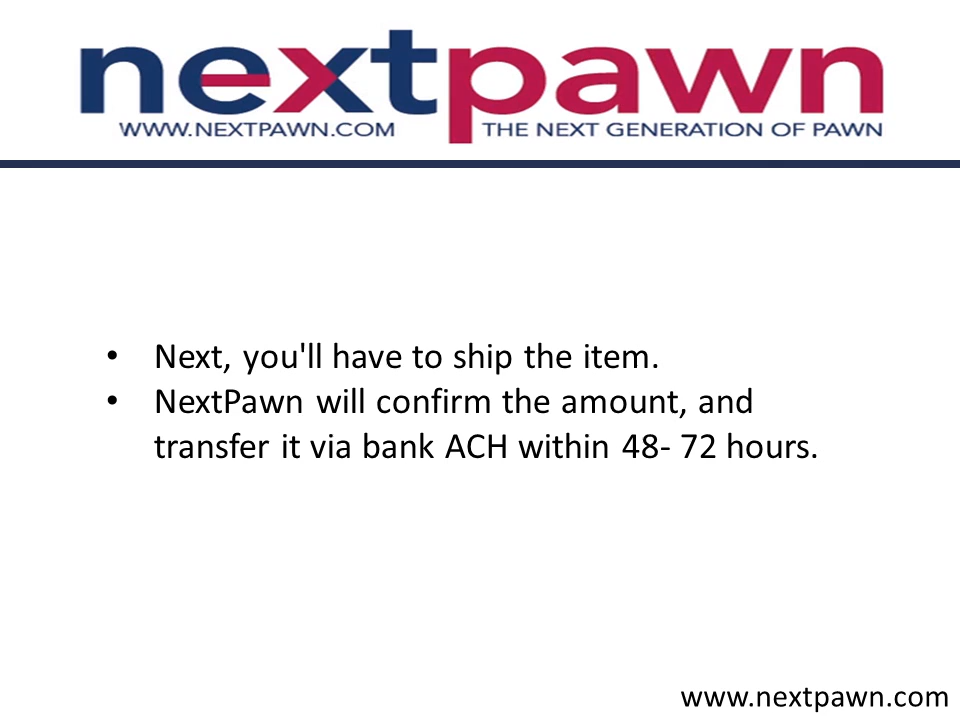 nextpawn
WWW.NEXTPAWN.COM THE NEXT GENERATION OF PAWN
• Next, you'll have to ship the item.
• NextPawn will confirm the amount, and
transfer it via bank ACH within 48- 72 hours.
www.nextpawn.com